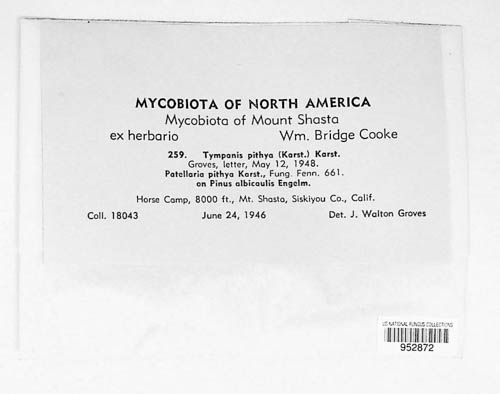 MYCOBIOTA OF NORTH AMERICA
Mycobiota of Mount Shasta
ex herbario Wm. Bridge Cooke
259. Tympanis pithya (Karst.) Karst.
Groves, letter, May 12, 1948.
Patellaria pithya Karst., Fung. Fenn. 661.
on Pinus albicaulis Engelm.
Horse Camp, 8000 ft., Mt. Shasta, Siskiyou Co., Calif.
Coll. 18043 June 24, 1946 Det. J. Walton Groves
US NATIONAL FUNGUS COLLECTIONS
952872